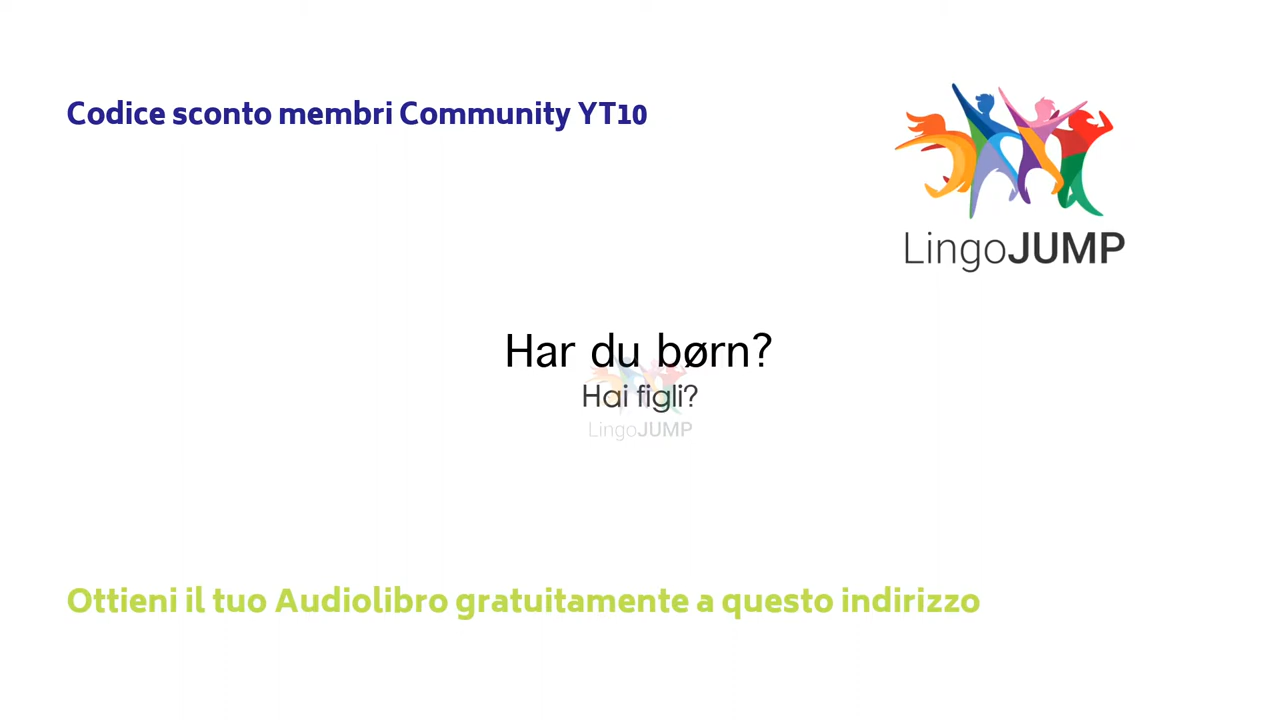 Codice sconto membri Community YT10
LingoJUMP
Har du børn?
Hai figli?
LingoJUMP
Ottieni il tuo Audiolibro gratuitamente a questo indirizzo